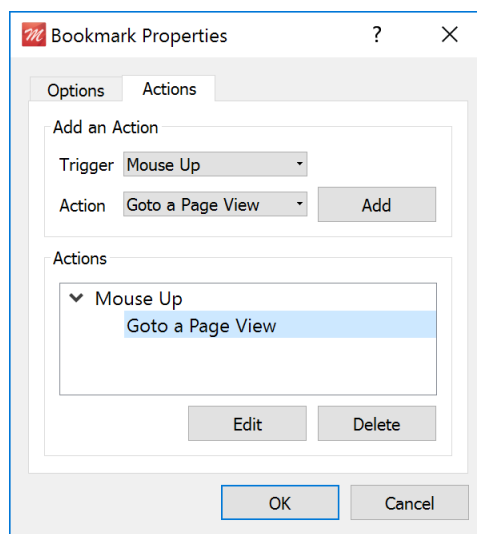 Bookmark Properties ?
Options Actions
Add an Action
Trigger Mouse Up
Action Goto a Page View Add
Actions
Mouse Up
Goto a Page View
Edit Delete
OK Cancel